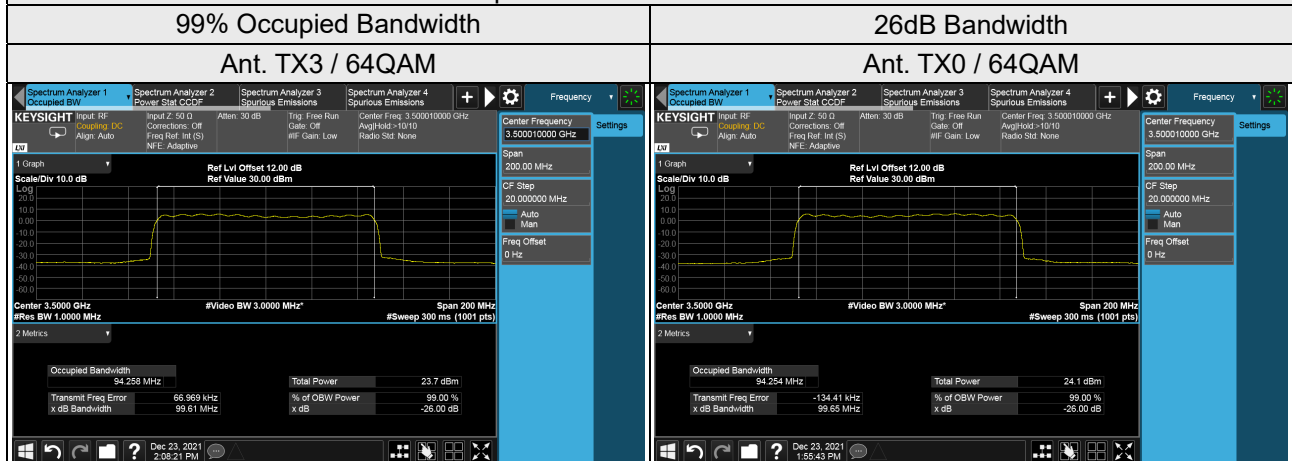 99% Occupied Bandwidth
26dB Bandwidth
Ant. TX3 / 64QAM
Ant. TX0 / 64QAM
Spectrum Analyzer 1
Occupied BW
Spectrum Analyzer 2
Power Stat CCDF
Spectrum Analyzer 3
Spurious Emissions
Spectrum Analyzer 4
Spurious Emissions
+
Frequency
KEYSIGHT
Input: RF
Coupling: DC
Align: Auto
Input Z: 50 Ω
Corrections: Off
Freq Ref: Int (S)
NFE: Adaptive
Atten: 30 dB
Trig: Free Run
Gate: Off
#IF Gain: Low
Center Freq: 3.500010000 GHz
Avg|Hold:>10/10
Radio Std: None
LXI
Center Frequency
3.500010000 GHz
Settings
Span
200.00 MHz
CF Step
20.000000 MHz
Auto
Man
Freq Offset
0 Hz
1 Graph
Scale/Div 10.0 dB
Ref Lvl Offset 12.00 dB
Ref Value 30.00 dBm
Log
20.0
10.0
0.00
-10.0
-20.0
-30.0
-40.0
-60.0
Center 3.5000 GHz
#Res BW 1.0000 MHz
#Video BW 3.0000 MHz*
Span 200 MHz
#Sweep 300 ms (1001 pts)
2 Metrics
Occupied Bandwidth
94.258 MHz
Total Power 23.7 dBm
Transmit Freq Error 66.969 kHz
% of OBW Power 99.00 %
x dB Bandwidth 99.61 MHz
x dB -26.00 dB
?
Dec 23, 2021
2:08:21 PM
Spectrum Analyzer 1
Occupied BW
Spectrum Analyzer 2
Power Stat CCDF
Spectrum Analyzer 3
Spurious Emissions
Spectrum Analyzer 4
Spurious Emissions
+
Frequency
KEYSIGHT
Input: RF
Coupling: DC
Align: Auto
Input Z: 50 Ω
Corrections: Off
Freq Ref: Int (S)
NFE: Adaptive
Atten: 30 dB
Trig: Free Run
Gate: Off
#IF Gain: Low
Center Freq: 3.500010000 GHz
Avg|Hold:>10/10
Radio Std: None
LXI
Center Frequency
3.500010000 GHz
Settings
Span
200.00 MHz
CF Step
20.000000 MHz
Auto
Man
Freq Offset
0 Hz
1 Graph
Scale/Div 10.0 dB
Ref Lvl Offset 12.00 dB
Ref Value 30.00 dBm
Log
20.0
10.0
0.00
-10.0
-20.0
-30.0
-40.0
-60.0
Center 3.5000 GHz
#Res BW 1.0000 MHz
#Video BW 3.0000 MHz*
Span 200 MHz
#Sweep 300 ms (1001 pts)
2 Metrics
Occupied Bandwidth
94.254 MHz
Total Power 24.1 dBm
Transmit Freq Error -134.41 kHz
% of OBW Power 99.00 %
x dB Bandwidth 99.65 MHz
x dB -26.00 dB
?
Dec 23, 2021
1:55:43 PM